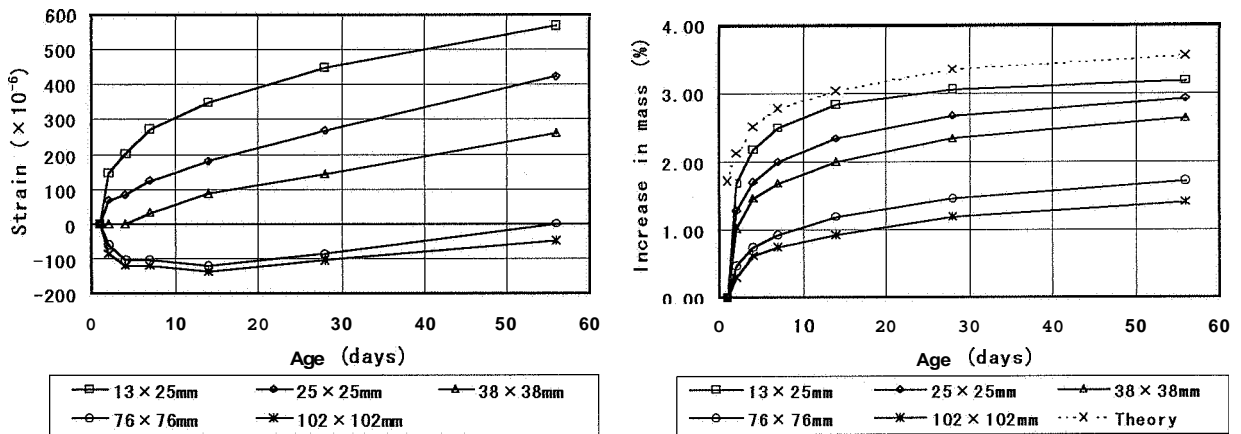 600
500
400
300
200
100
0
-100
-200
Strain (×10⁻⁶)
0 10 20 30 40 50 60
Age (days)
13×25mm 25×25mm 38×38mm
76×76mm 102×102mm
4.00
3.00
2.00
1.00
0.00
Increase in mass (%)
0 10 20 30 40 50 60
Age (days)
13×25mm 25×25mm 38×38mm
76×76mm 102×102mm Theory